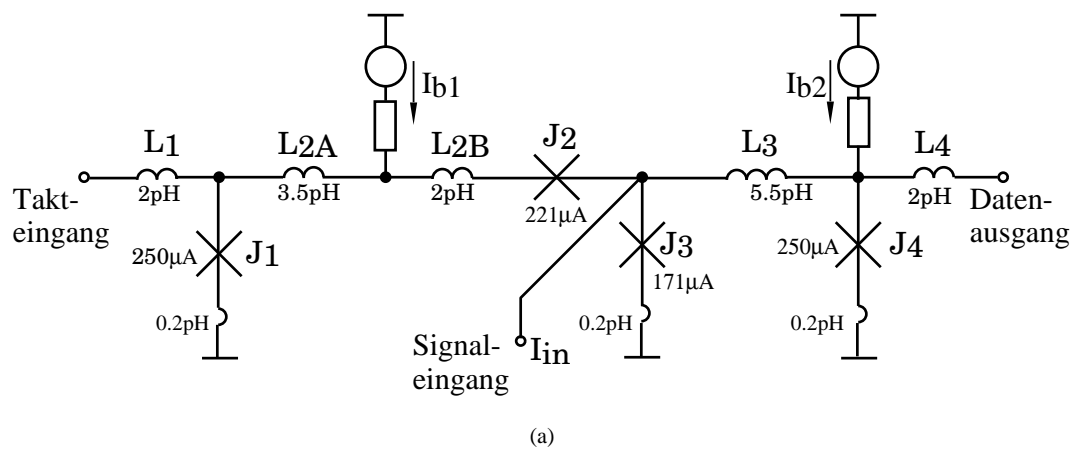 Ib1
Ib2
L1
L2A
L2B
J2
L3
L4
2pH
3.5pH
2pH
221µA
5.5pH
2pH
Takt-
eingang
Daten-
ausgang
250µA
J1
J3
171µA
250µA
J4
0.2pH
0.2pH
0.2pH
Signal-
eingang
Iin
(a)